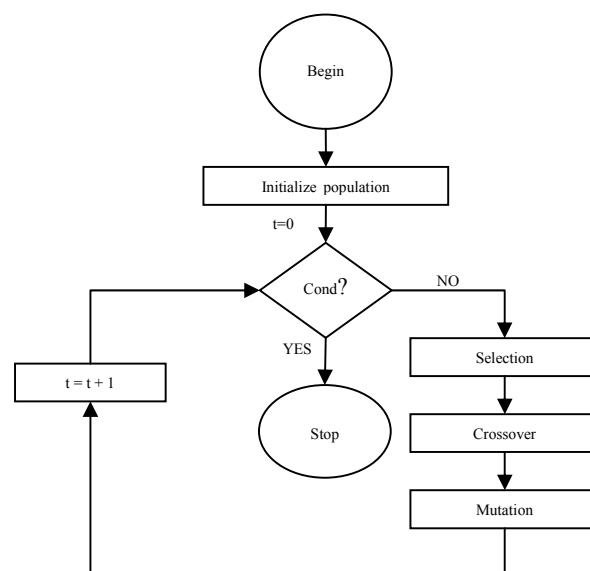 Begin
Initialize population
t=0
Cond?
NO
YES
Selection
t = t + 1
Crossover
Stop
Mutation